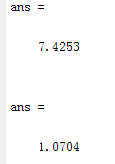 ans =
7.4253
ans =
1.0704